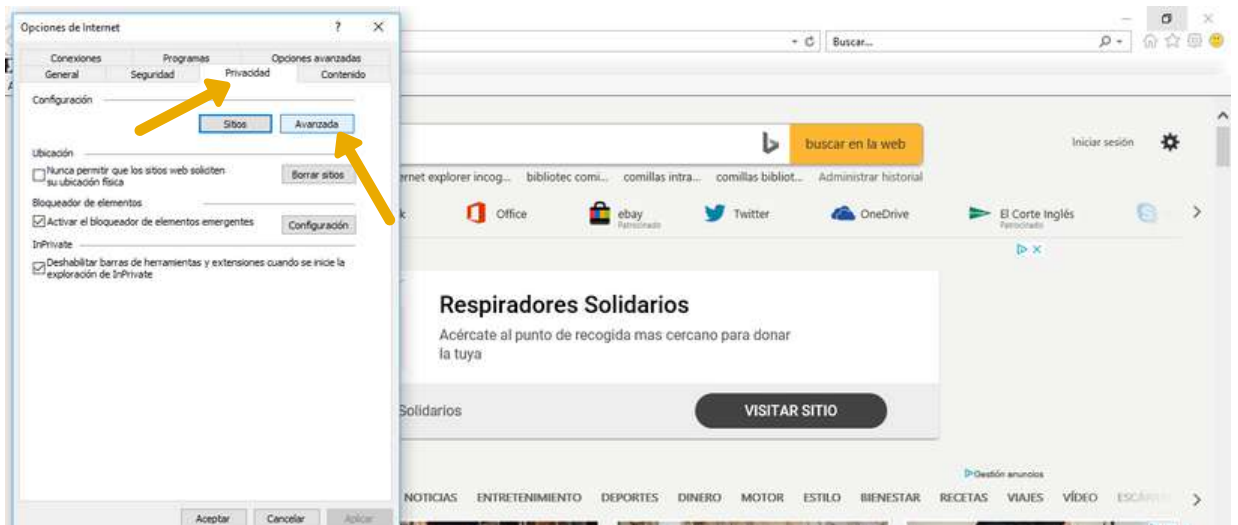 Opciones de Internet ? ×
Conexiones Programas Opciones avanzadas
General Seguridad Privacidad Contenido
Configuración
Sitios Avanzada
Ubicación
Nunca permitir que los sitios web soliciten
su ubicación física
Borrar sitios
Bloqueador de elementos
Activar el bloqueador de elementos emergentes
Configuración
InPrivate
Deshabilitar barras de herramientas y extensiones cuando se inicie la
exploración de InPrivate
Aceptar Cancelar Aplicar
Buscar...
buscar en la web
Iniciar sesión
ernet explorer incog... bibliotec comi... comillas intra... comillas bibliot... Administrar historial
k Office ebay Twitter OneDrive El Corte Inglés
Patrocinado Patrocinado
Respiradores Solidarios
Acércate al punto de recogida mas cercano para donar
la tuya
Solidarios VISITAR SITIO
Gestión anuncios
NOTICIAS ENTRETENIMIENTO DEPORTES DINERO MOTOR ESTILO BIENESTAR RECETAS VIAJES VÍDEO